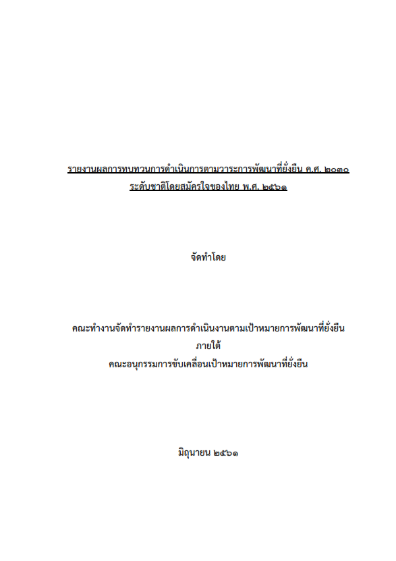 รายงานผลการทบทวนการดำเนินการตามวาระการพัฒนาที่ยั่งยืน ค.ศ. ๒๐๓๐
ระดับชาติโดยสมัครใจของไทย พ.ศ. ๒๕๖๑
จัดทำโดย
คณะทำงานจัดทำรายงานผลการดำเนินงานตามเป้าหมายการพัฒนาที่ยั่งยืน
ภายใต้
คณะอนุกรรมการขับเคลื่อนเป้าหมายการพัฒนาที่ยั่งยืน
มิถุนายน ๒๕๖๑